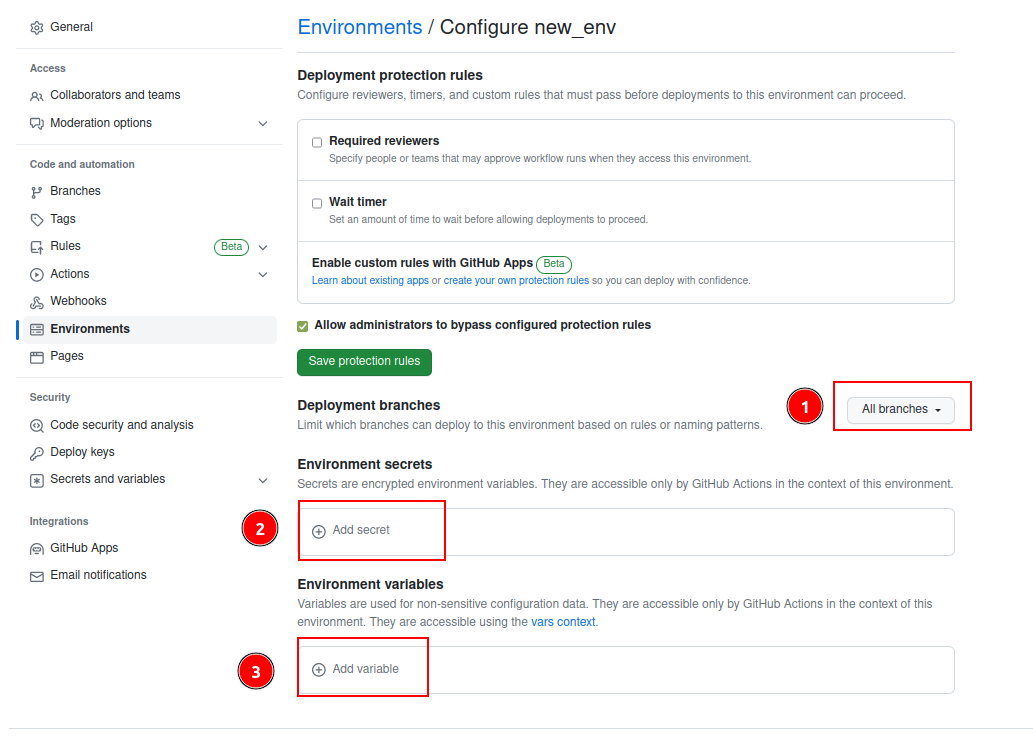 General
Access
Collaborators and teams
Moderation options
Code and automation
Branches
Tags
Rules Beta
Actions
Webhooks
Environments
Pages
Security
Code security and analysis
Deploy keys
Secrets and variables
Integrations
GitHub Apps
Email notifications
Environments / Configure new_env
Deployment protection rules
Configure reviewers, timers, and custom rules that must pass before deployments to this environment can proceed.
Required reviewers
Specify people or teams that may approve workflow runs when they access this environment.
Wait timer
Set an amount of time to wait before allowing deployments to proceed.
Enable custom rules with GitHub Apps Beta
Learn about existing apps or create your own protection rules so you can deploy with confidence.
Allow administrators to bypass configured protection rules
Save protection rules
Deployment branches
Limit which branches can deploy to this environment based on rules or naming patterns.
1
All branches
Environment secrets
Secrets are encrypted environment variables. They are accessible only by GitHub Actions in the context of this environment.
2
Add secret
Environment variables
Variables are used for non-sensitive configuration data. They are accessible only by GitHub Actions in the context of this
environment. They are accessible using the vars context.
3
Add variable